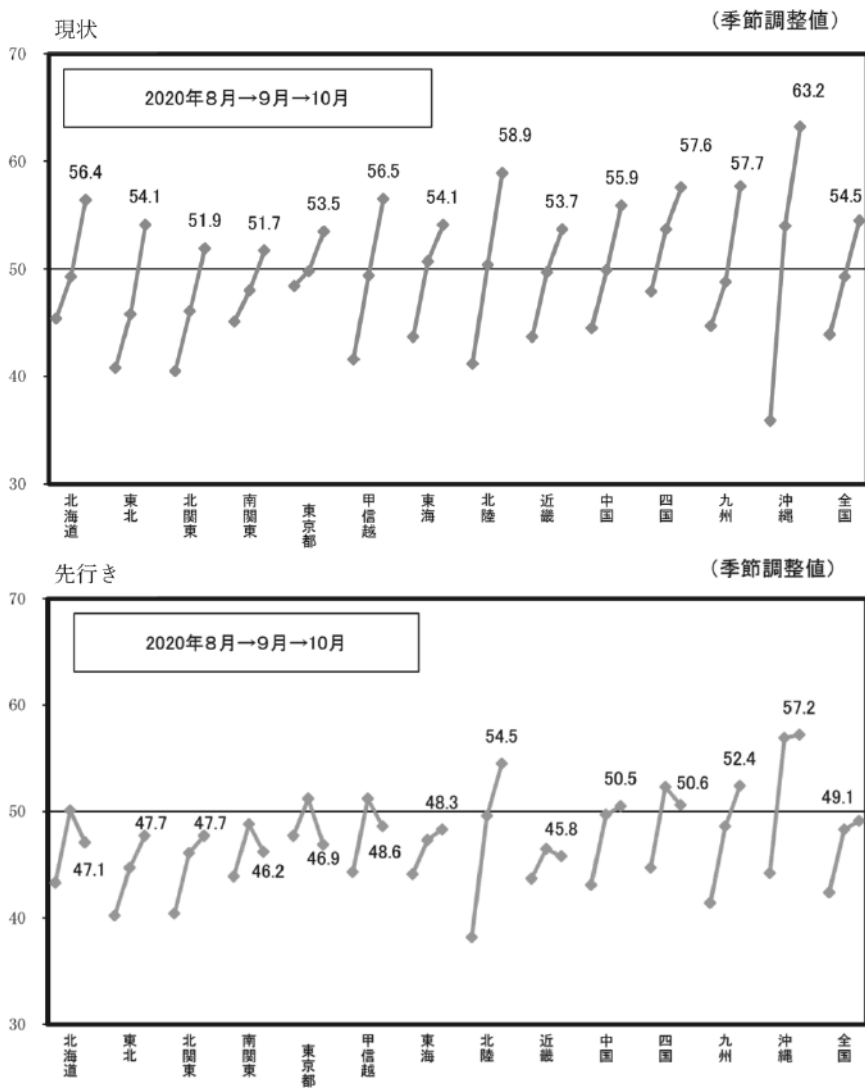 現状
（季節調整値）
70
60
50
40
30
2020年８月→９月→10月
56.4
54.1
51.9
51.7
53.5
56.5
54.1
58.9
53.7
55.9
57.6
57.7
63.2
54.5
北海道
東北
北関東
南関東
東京都
甲信越
東海
北陸
近畿
中国
四国
九州
沖縄
全国
先行き
（季節調整値）
70
60
50
40
30
2020年８月→９月→10月
47.1
47.7
47.7
46.2
46.9
48.6
48.3
54.5
45.8
50.5
50.6
52.4
57.2
49.1
北海道
東北
北関東
南関東
東京都
甲信越
東海
北陸
近畿
中国
四国
九州
沖縄
全国